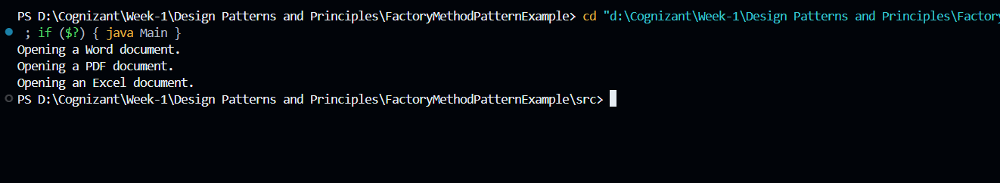 PS D:\Cognizant\Week-1\Design Patterns and Principles\FactoryMethodPatternExample> cd "d:\Cognizant\Week-1\Design Patterns and Principles\Factory
; if ($?) { java Main }
Opening a Word document.
Opening a PDF document.
Opening an Excel document.
PS D:\Cognizant\Week-1\Design Patterns and Principles\FactoryMethodPatternExample\src>